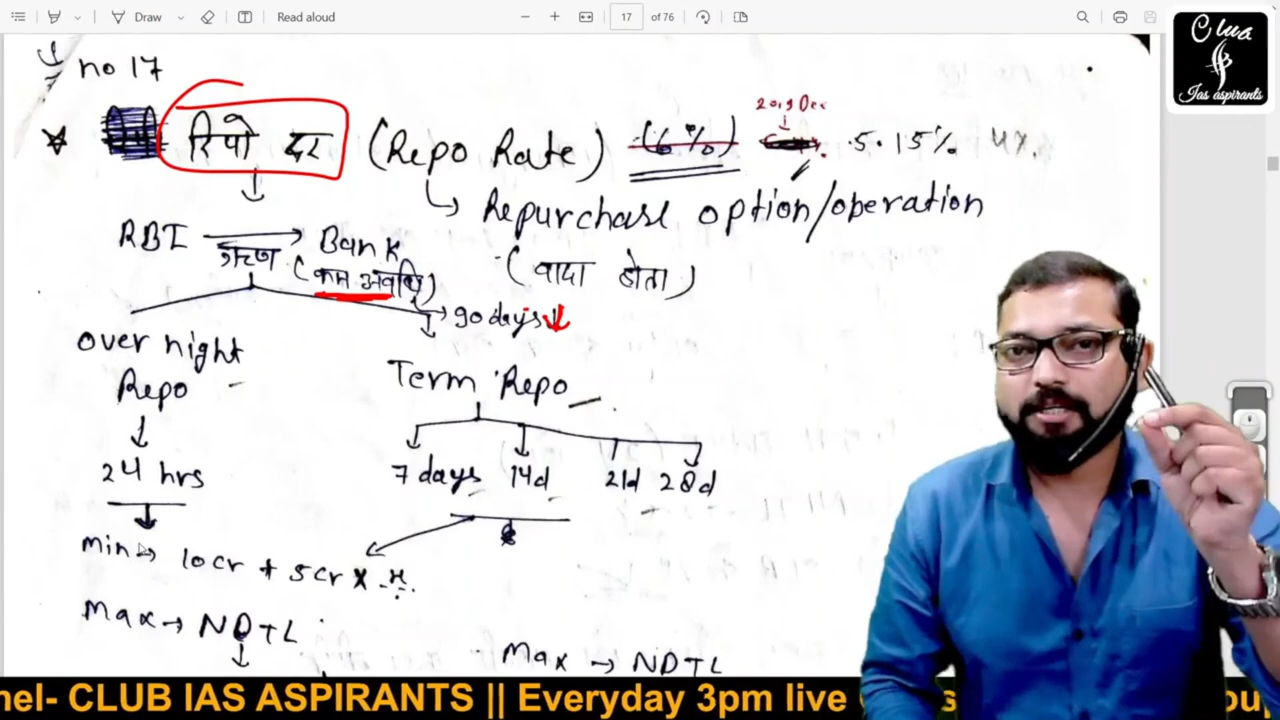 Draw
Read aloud
17 of 76
Club
Ias aspirants
no 17
2019 Dec
रिपो दर (Repo Rate) (6%) 5.15% 4%.
Repurchase option/operation
RBI → Bank (वादा होता)
ऋण (कम अवधि)
→ 90 days↓
over night Repo
Term Repo
24 hrs
7 days 14d 21d 28d
min → 10cr + 5cr x
Max → NDTL
Max → NDTL
nel- CLUB IAS ASPIRANTS || Everyday 3pm live